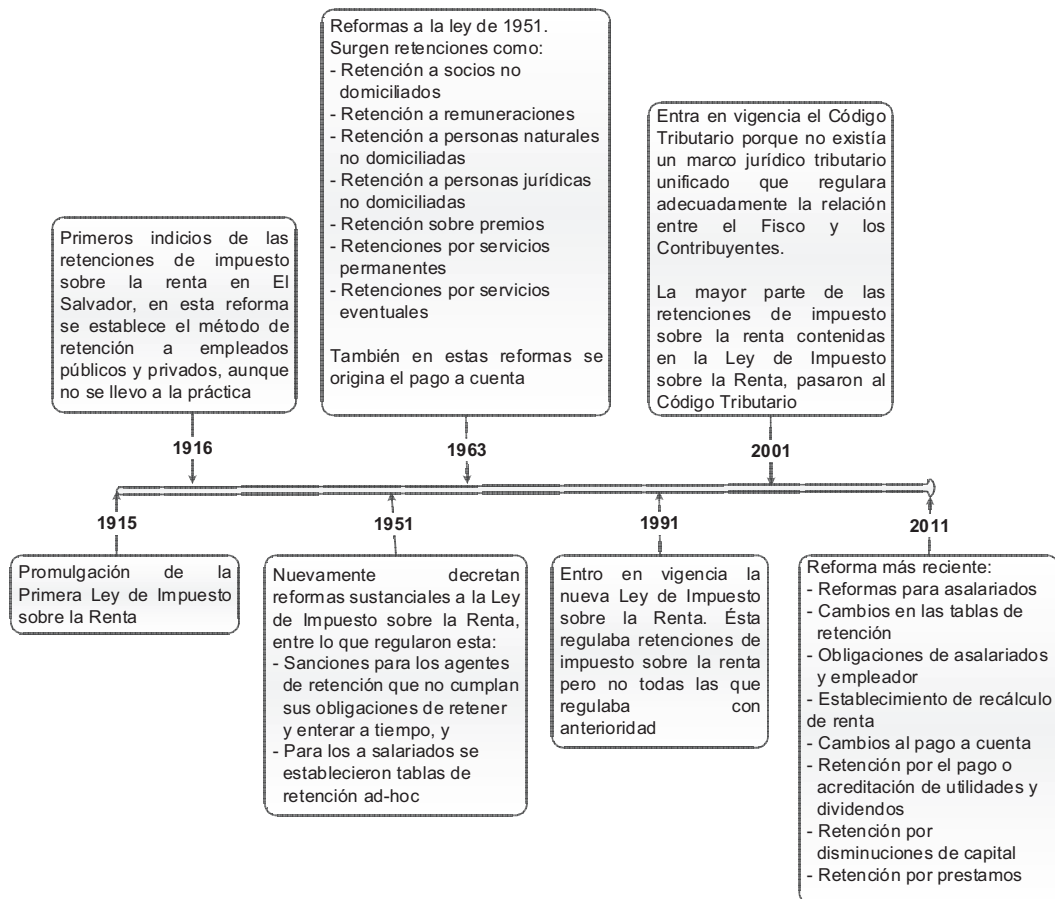 Reformas a la ley de 1951.
Surgen retenciones como:
- Retención a socios no
domiciliados
- Retención a remuneraciones
- Retención a personas naturales
no domiciliadas
- Retención a personas jurídicas
no domiciliadas
- Retención sobre premios
- Retenciones por servicios
permanentes
- Retenciones por servicios
eventuales
También en estas reformas se
origina el pago a cuenta
Entra en vigencia el Código
Tributario porque no existía
un marco jurídico tributario
unificado que regulara
adecuadamente la relación
entre el Fisco y los
Contribuyentes.
La mayor parte de las
retenciones de impuesto
sobre la renta contenidas
en la Ley de Impuesto
sobre la Renta, pasaron al
Código Tributario
Primeros indicios de las
retenciones de impuesto
sobre la renta en El
Salvador, en esta reforma
se establece el método de
retención a empleados
públicos y privados, aunque
no se llevo a la práctica
1916
1963
2001
1915
1951
1991
2011
Promulgación de la
Primera Ley de Impuesto
sobre la Renta
Nuevamente decretan
reformas sustanciales a la Ley
de Impuesto sobre la Renta,
entre lo que regularon esta:
- Sanciones para los agentes
de retención que no cumplan
sus obligaciones de retener
y enterar a tiempo, y
- Para los a salariados se
establecieron tablas de
retención ad-hoc
Entro en vigencia la
nueva Ley de Impuesto
sobre la Renta. Ésta
regulaba retenciones de
impuesto sobre la renta
pero no todas las que
regulaba con
anterioridad
Reforma más reciente:
- Reformas para asalariados
- Cambios en las tablas de
retención
- Obligaciones de asalariados
y empleador
- Establecimiento de recálculo
de renta
- Cambios al pago a cuenta
- Retención por el pago o
acreditación de utilidades y
dividendos
- Retención por
disminuciones de capital
- Retención por prestamos